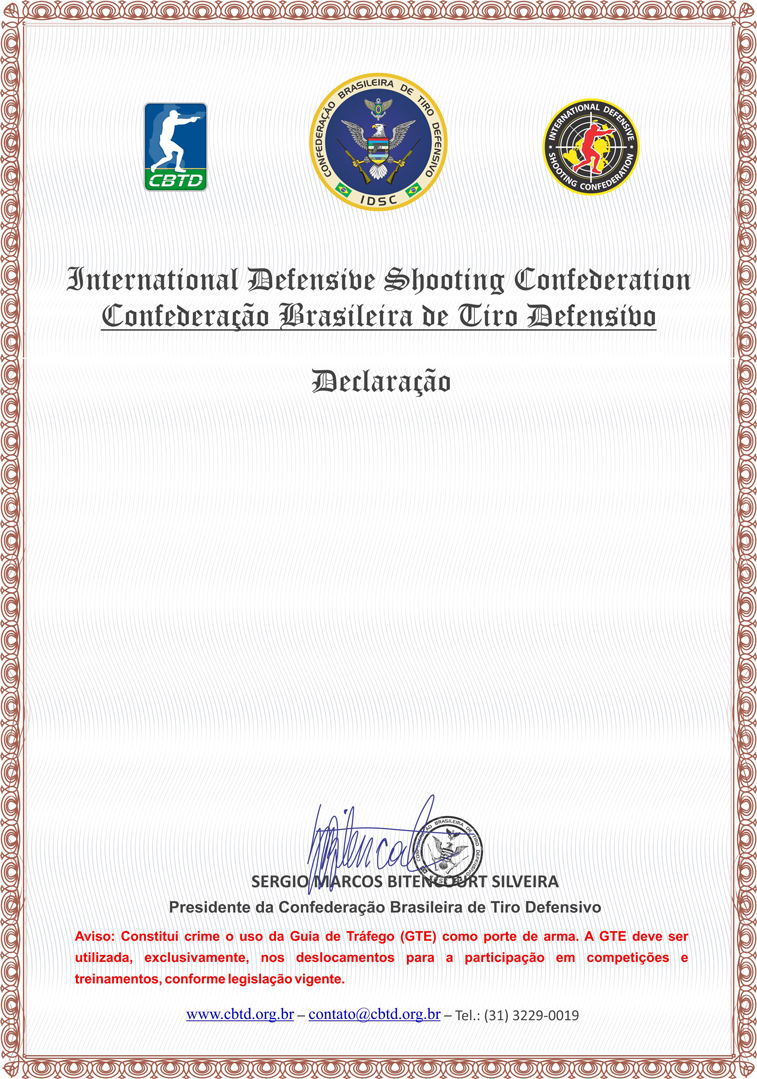 CBTD
CONFEDERAÇÃO BRASILEIRA DE TIRO DEFENSIVO
IDSC
INTERNATIONAL DEFENSIVE
SHOOTING CONFEDERATION
International Defensive Shooting Confederation
Confederação Brasileira de Tiro Defensivo
Declaração
SERGIO MARCOS BITENCOURT SILVEIRA
Presidente da Confederação Brasileira de Tiro Defensivo
Aviso: Constitui crime o uso da Guia de Tráfego (GTE) como porte de arma. A GTE deve ser
utilizada, exclusivamente, nos deslocamentos para a participação em competições e
treinamentos, conforme legislação vigente.
www.cbtd.org.br – contato@cbtd.org.br – Tel.: (31) 3229-0019